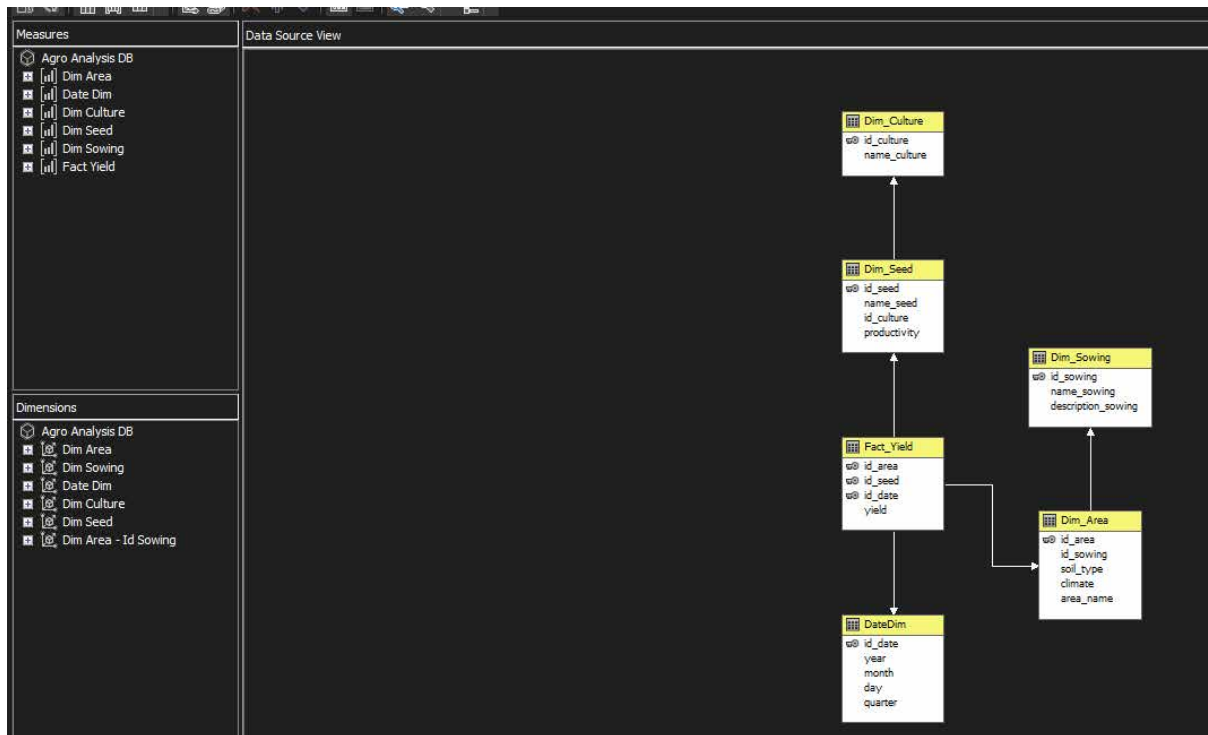 Measures
Agro Analysis DB
Dim Area
Date Dim
Dim Culture
Dim Seed
Dim Sowing
Fact Yield
Dimensions
Agro Analysis DB
Dim Area
Dim Sowing
Date Dim
Dim Culture
Dim Seed
Dim Area - Id Sowing
Data Source View
Dim_Culture
id_culture
name_culture
Dim_Seed
id_seed
name_seed
id_culture
productivity
Dim_Sowing
id_sowing
name_sowing
description_sowing
Fact_Yield
id_area
id_seed
id_date
yield
Dim_Area
id_area
id_sowing
soil_type
climate
area_name
DateDim
id_date
year
month
day
quarter